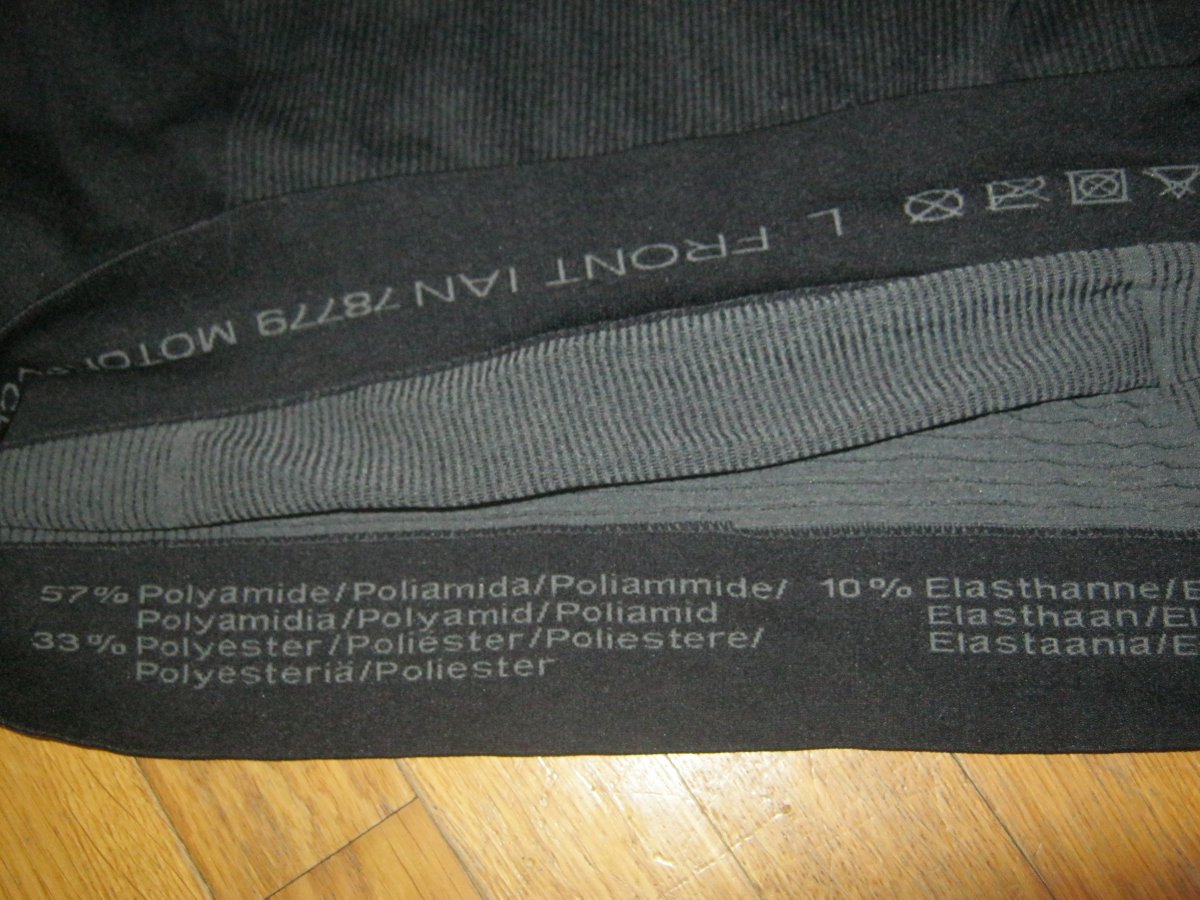 L FRONT IAN 78779
57% Polyamide/Poliamida/Poliammide/
Polyamidia/Polyamid/Poliamid
33% Polyester/Poliéster/Poliestere/
Polyesteriä/Poliester
10% Elasthanne/
Elasthaan/
Elastaania/